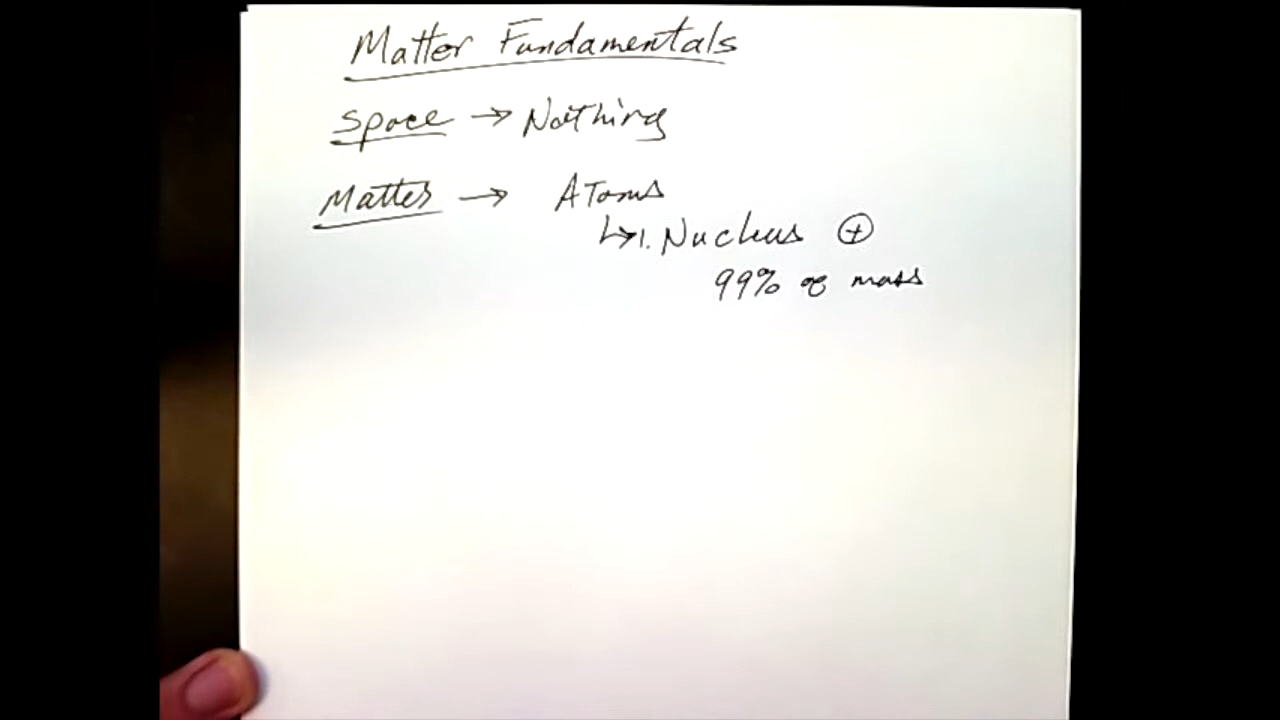 Matter Fundamentals
Space → Nothing
Matter → Atoms
↳ 1. Nucleus ⊕
99% of mass